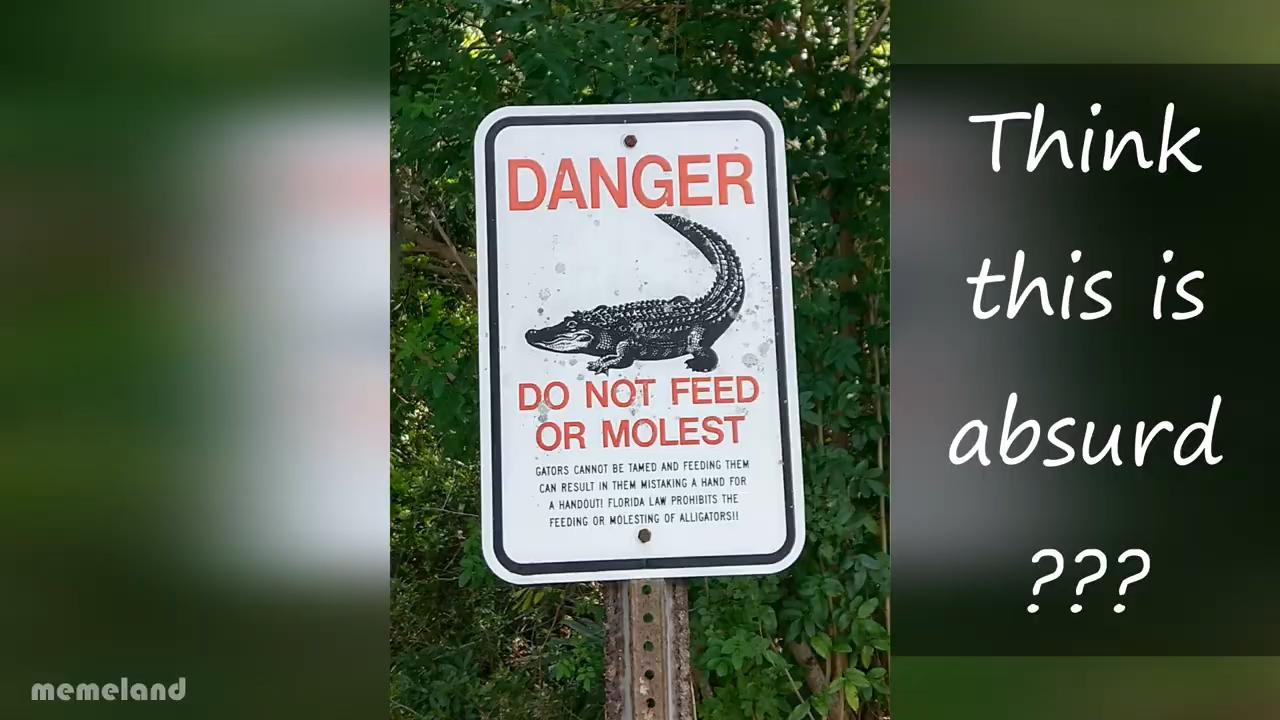 DANGER
DO NOT FEED
OR MOLEST
GATORS CANNOT BE TAMED AND FEEDING THEM
CAN RESULT IN THEM MISTAKING A HAND FOR
A HANDOUT! FLORIDA LAW PROHIBITS THE
FEEDING OR MOLESTING OF ALLIGATORS!!
Think
this is
absurd
???
memeland